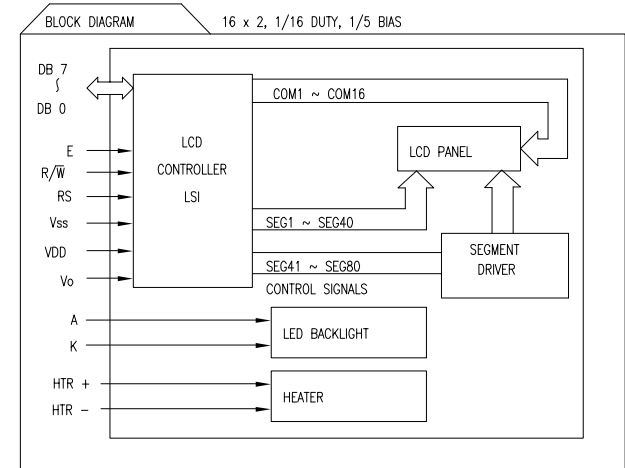 BLOCK DIAGRAM
16 x 2, 1/16 DUTY, 1/5 BIAS
DB 7
∫
DB 0
E
R/W̅
RS
Vss
VDD
Vo
A
K
HTR +
HTR −
LCD
CONTROLLER
LSI
COM1 ~ COM16
LCD PANEL
SEG1 ~ SEG40
SEG41 ~ SEG80
CONTROL SIGNALS
SEGMENT
DRIVER
LED BACKLIGHT
HEATER